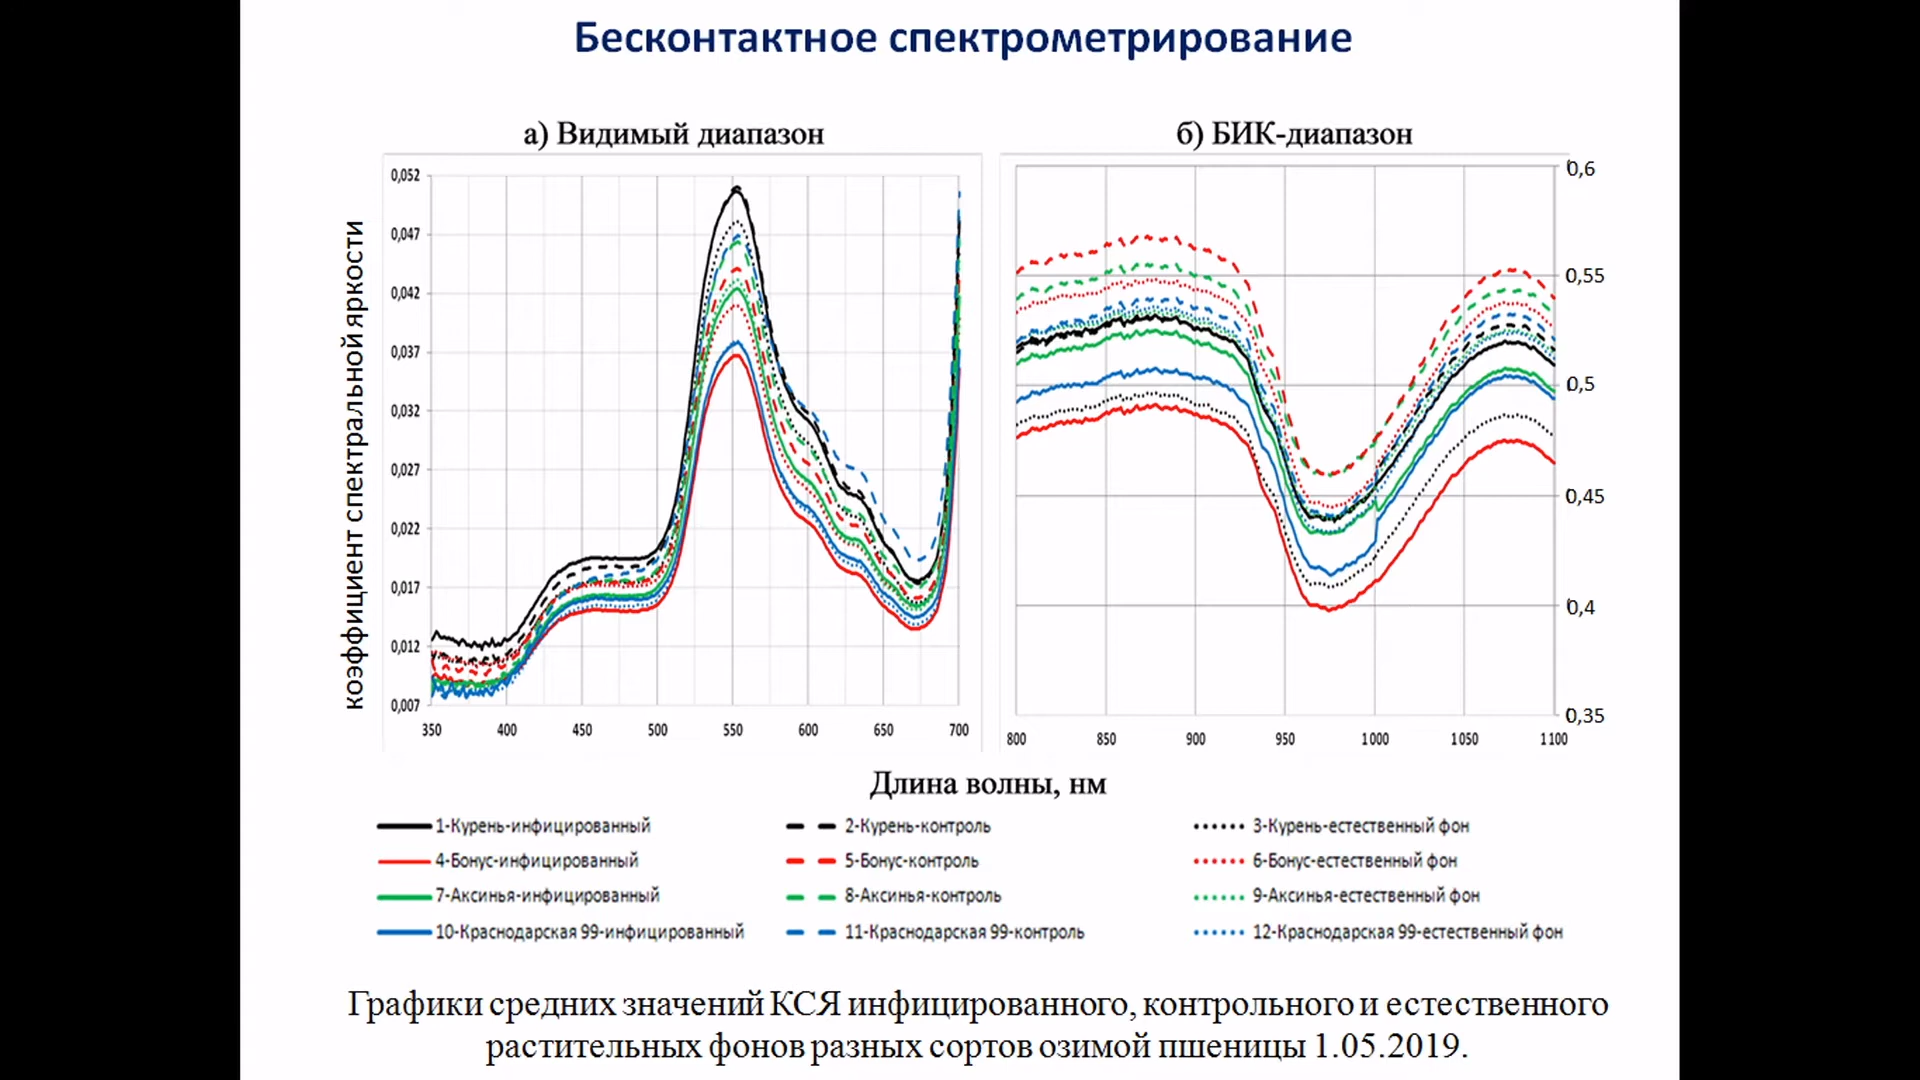 Бесконтактное спектрометрирование
а) Видимый диапазон
б) БИК-диапазон
коэффициент спектральной яркости
0,052
0,047
0,042
0,037
0,032
0,027
0,022
0,017
0,012
0,007
350 400 450 500 550 600 650 700
0,6
0,55
0,5
0,45
0,4
0,35
800 850 900 950 1000 1050 1100
Длина волны, нм
1-Курень-инфицированный 2-Курень-контроль 3-Курень-естественный фон
4-Бонус-инфицированный 5-Бонус-контроль 6-Бонус-естественный фон
7-Аксинья-инфицированный 8-Аксинья-контроль 9-Аксинья-естественный фон
10-Краснодарская 99-инфицированный 11-Краснодарская 99-контроль 12-Краснодарская 99-естественный фон
Графики средних значений КСЯ инфицированного, контрольного и естественного
растительных фонов разных сортов озимой пшеницы 1.05.2019.